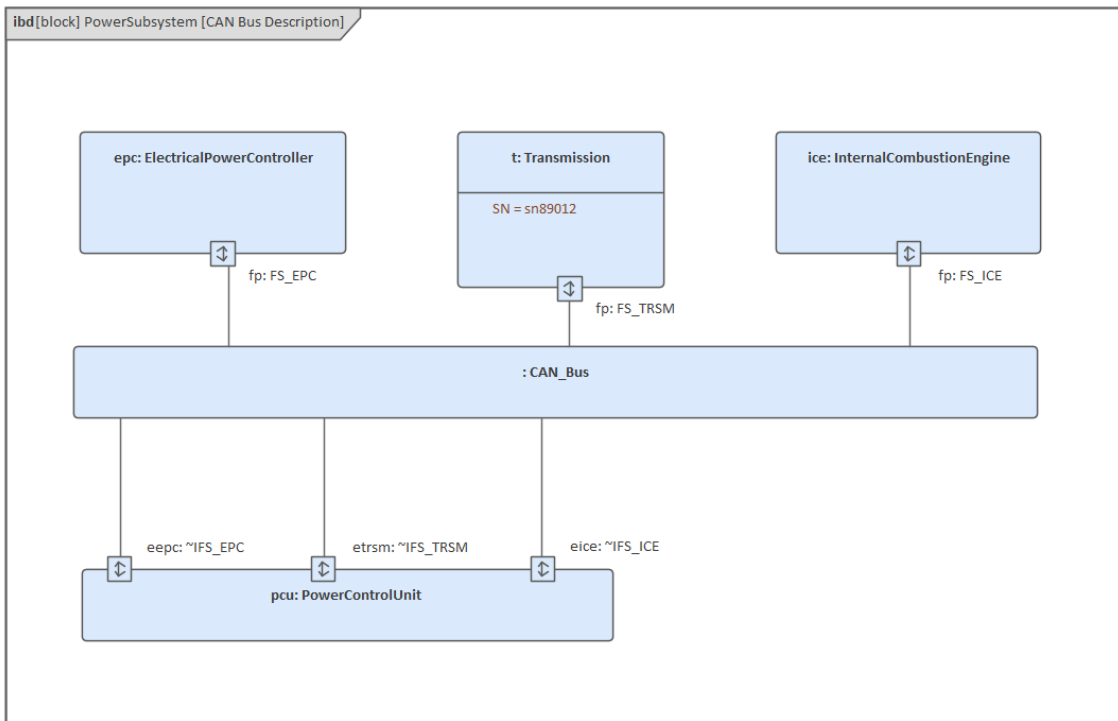 ibd [block] PowerSubsystem [CAN Bus Description]
epc: ElectricalPowerController
t: Transmission
ice: InternalCombustionEngine
SN = sn89012
fp: FS_EPC
fp: FS_TRSM
fp: FS_ICE
: CAN_Bus
eepc: ~IFS_EPC
etrsm: ~IFS_TRSM
eice: ~IFS_ICE
pcu: PowerControlUnit